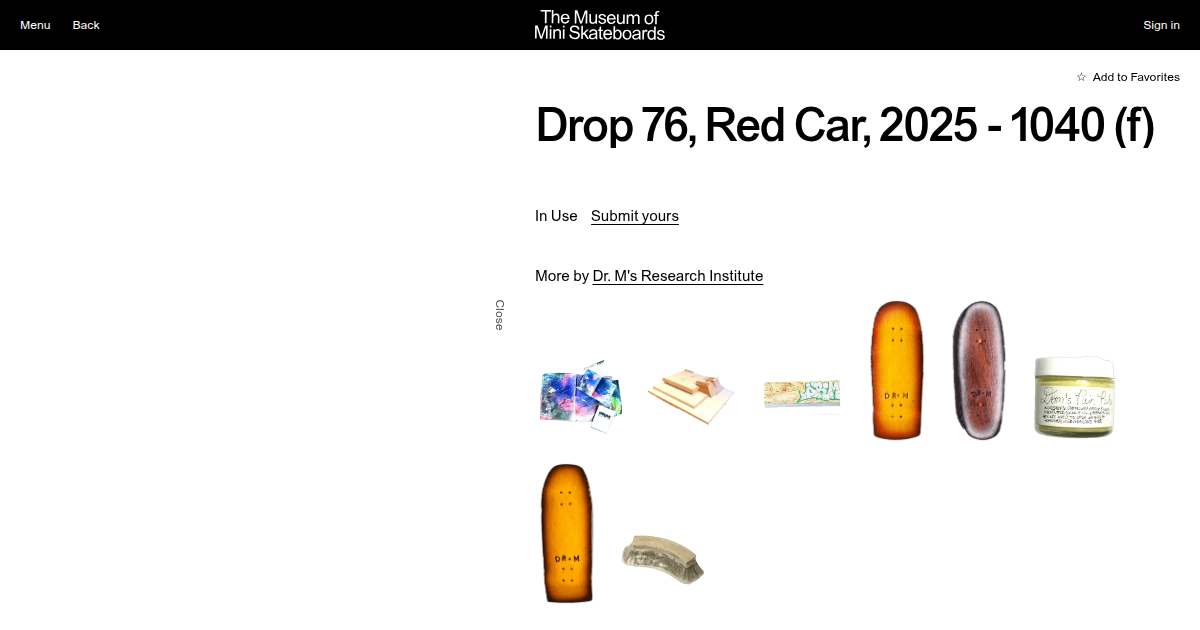 Menu Back
The Museum of
Mini Skateboards
Sign in
☆ Add to Favorites
Drop 76, Red Car, 2025 - 1040 (f)
In Use Submit yours
More by Dr. M's Research Institute
Close
DR M
DR M
DR M